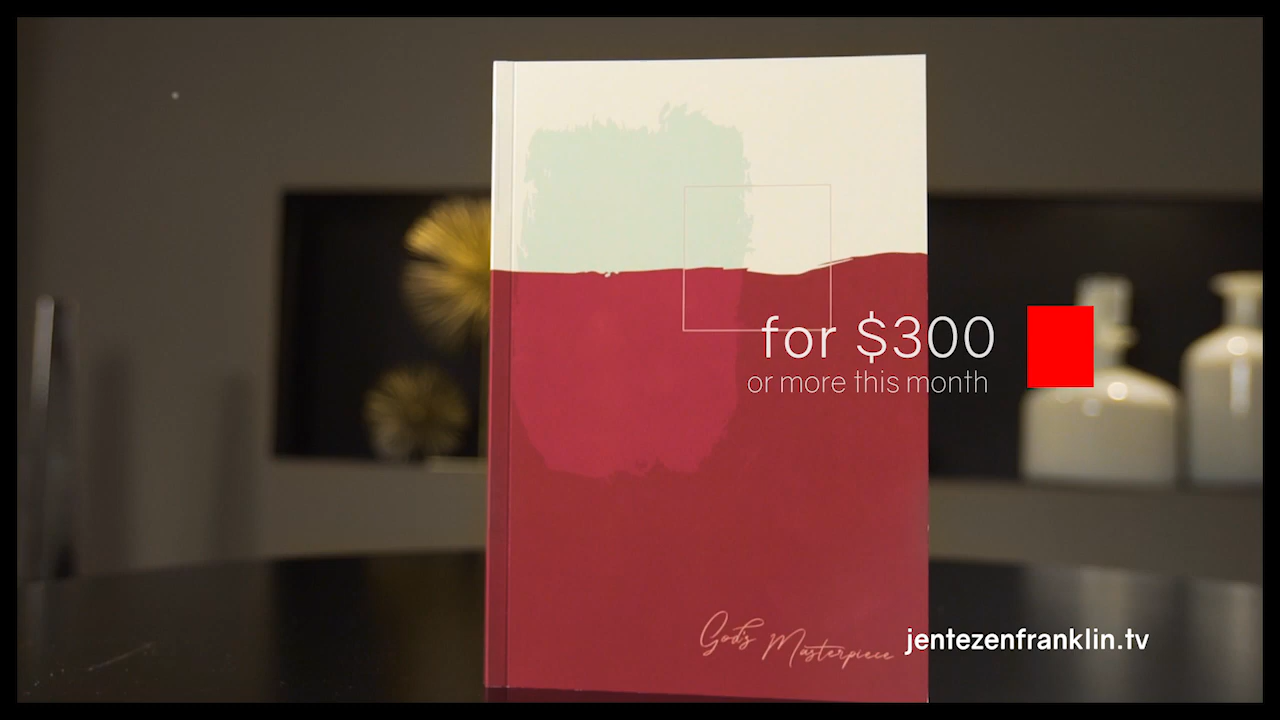 for $300
or more this month
God's Masterpiece
jentezenfranklin.tv